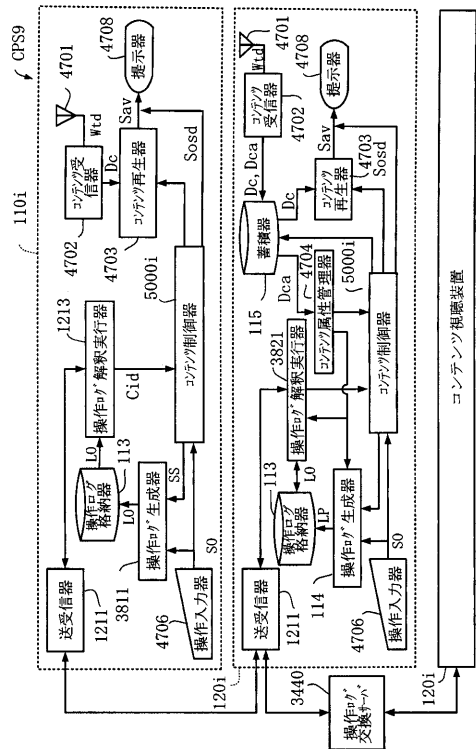 CPS9
110i
4701
Wtd
4708
提示器
コンテンツ受信器
4702
Dc
Sav
コンテンツ再生器
4703
Sosd
1213
操作ログ解釈実行器
Cid
5000i
コンテンツ制御器
113
操作ログ格納器
LO
LO
SS
操作ログ生成器
3811
SO
送受信器
1211
操作入力器
4706
120i
4701
Wtd
4708
提示器
コンテンツ受信器
4702
Dc, Dca
Sav
Dc
4703
コンテンツ再生器
Sosd
蓄積器
115
Dca
4704
コンテンツ属性管理器
5000i
コンテンツ制御器
3821
操作ログ解釈実行器
113
操作ログ格納器
LO
LP
操作ログ生成器
114
SO
送受信器
1211
操作入力器
4706
3440
操作ログ交換サーバ
120i
コンテンツ視聴装置